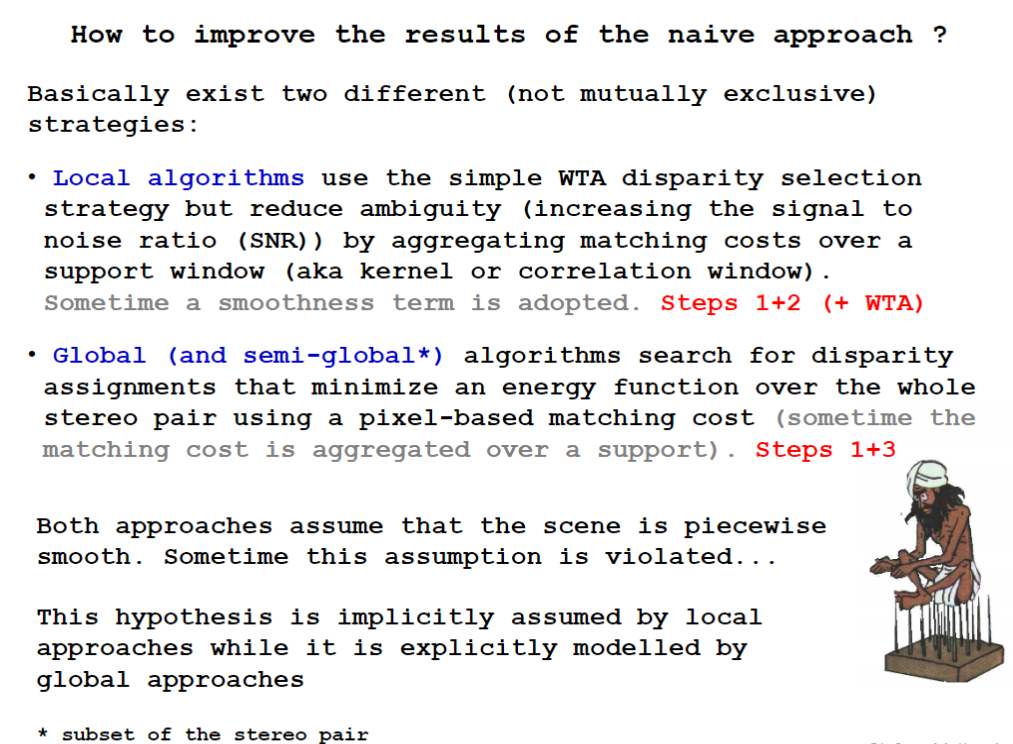 How to improve the results of the naive approach ?
Basically exist two different (not mutually exclusive)
strategies:
• Local algorithms use the simple WTA disparity selection
strategy but reduce ambiguity (increasing the signal to
noise ratio (SNR)) by aggregating matching costs over a
support window (aka kernel or correlation window).
Sometime a smoothness term is adopted. Steps 1+2 (+ WTA)
• Global (and semi-global*) algorithms search for disparity
assignments that minimize an energy function over the whole
stereo pair using a pixel-based matching cost (sometime the
matching cost is aggregated over a support). Steps 1+3
Both approaches assume that the scene is piecewise
smooth. Sometime this assumption is violated...
This hypothesis is implicitly assumed by local
approaches while it is explicitly modelled by
global approaches
* subset of the stereo pair